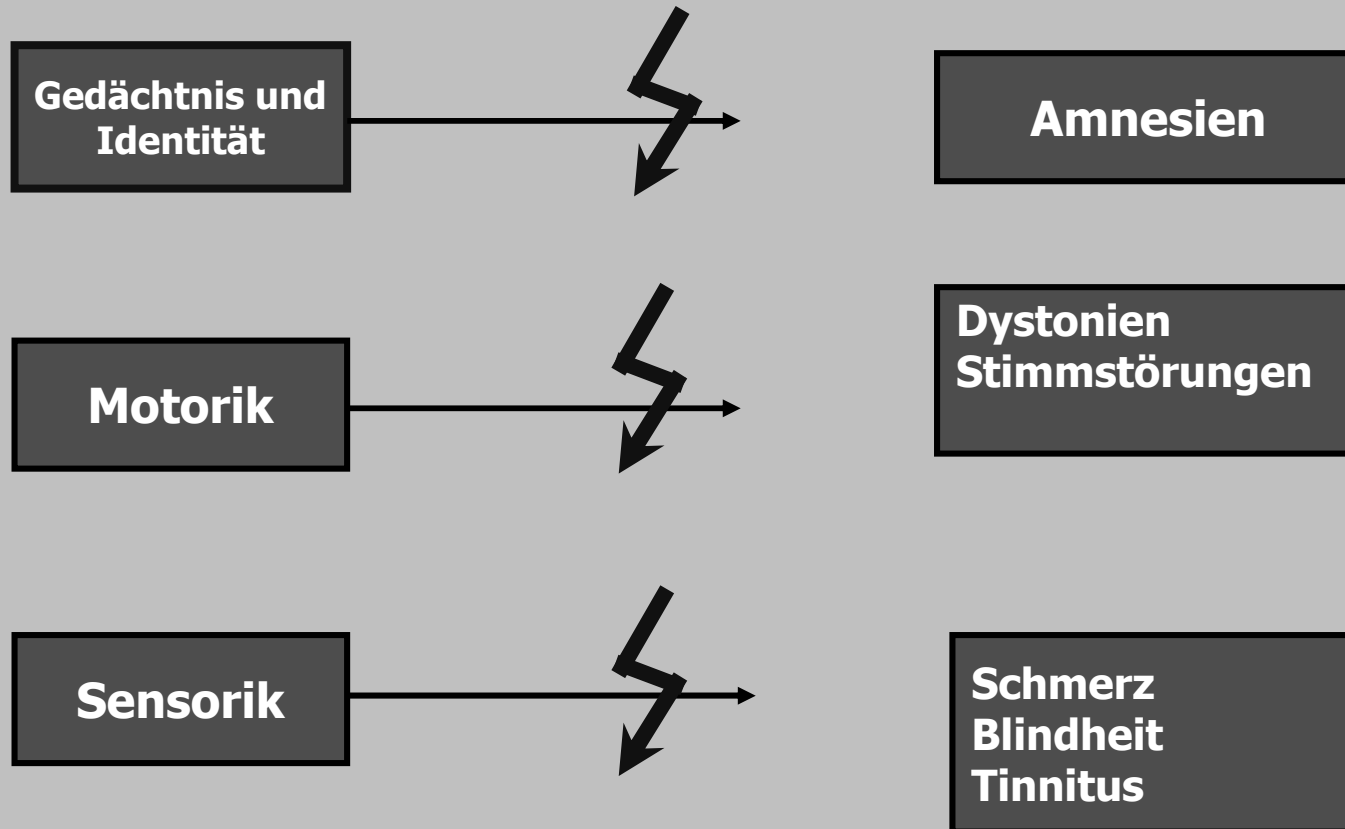 Gedächtnis und
Identität
Amnesien
Motorik
Dystonien
Stimmstörungen
Sensorik
Schmerz
Blindheit
Tinnitus